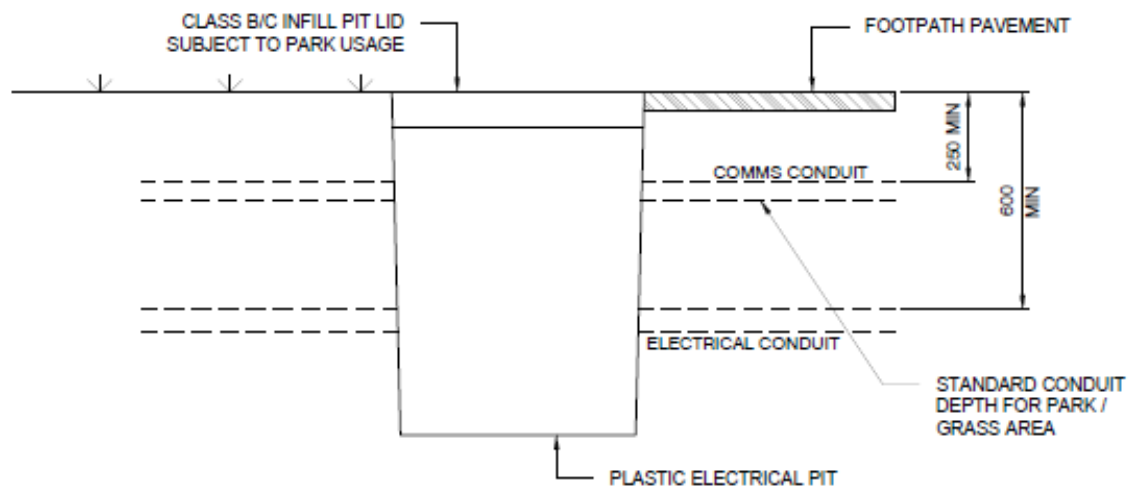 CLASS B/C INFILL PIT LID
SUBJECT TO PARK USAGE
FOOTPATH PAVEMENT
250 MIN
COMMS CONDUIT
600
MIN
ELECTRICAL CONDUIT
STANDARD CONDUIT
DEPTH FOR PARK /
GRASS AREA
PLASTIC ELECTRICAL PIT